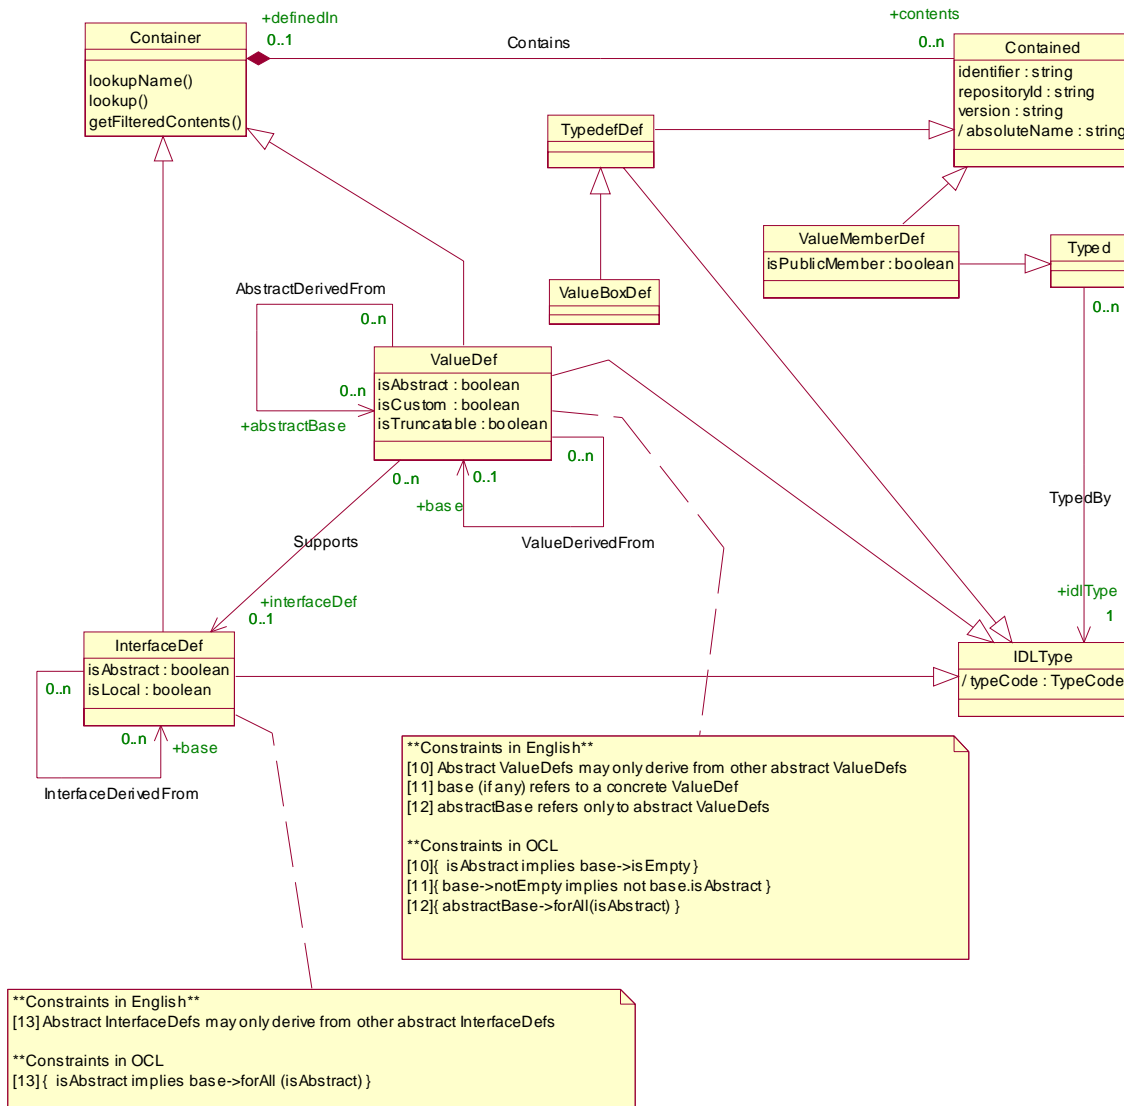 +definedIn
0..1
Contains
+contents
0..n
Container
lookupName()
lookup()
getFilteredContents()
Contained
identifier : string
repositoryId : string
version : string
/ absoluteName : string
TypedefDef
ValueMemberDef
isPublicMember : boolean
Typed
0..n
ValueBoxDef
AbstractDerivedFrom
0..n
0..n
+abstractBase
ValueDef
isAbstract : boolean
isCustom : boolean
isTruncatable : boolean
0..n
0..1
0..n
+base
ValueDerivedFrom
Supports
+interfaceDef
0..1
TypedBy
+idlType
1
InterfaceDef
isAbstract : boolean
isLocal : boolean
0..n
0..n
+base
InterfaceDerivedFrom
IDLType
/ typeCode : TypeCode
**Constraints in English**
[10] Abstract ValueDefs may only derive from other abstract ValueDefs
[11] base (if any) refers to a concrete ValueDef
[12] abstractBase refers only to abstract ValueDefs
**Constraints in OCL
[10]{ isAbstract implies base->isEmpty }
[11]{ base->notEmpty implies not base.isAbstract }
[12]{ abstractBase->forAll(isAbstract) }
**Constraints in English**
[13] Abstract InterfaceDefs may only derive from other abstract InterfaceDefs
**Constraints in OCL
[13] { isAbstract implies base->forAll (isAbstract) }